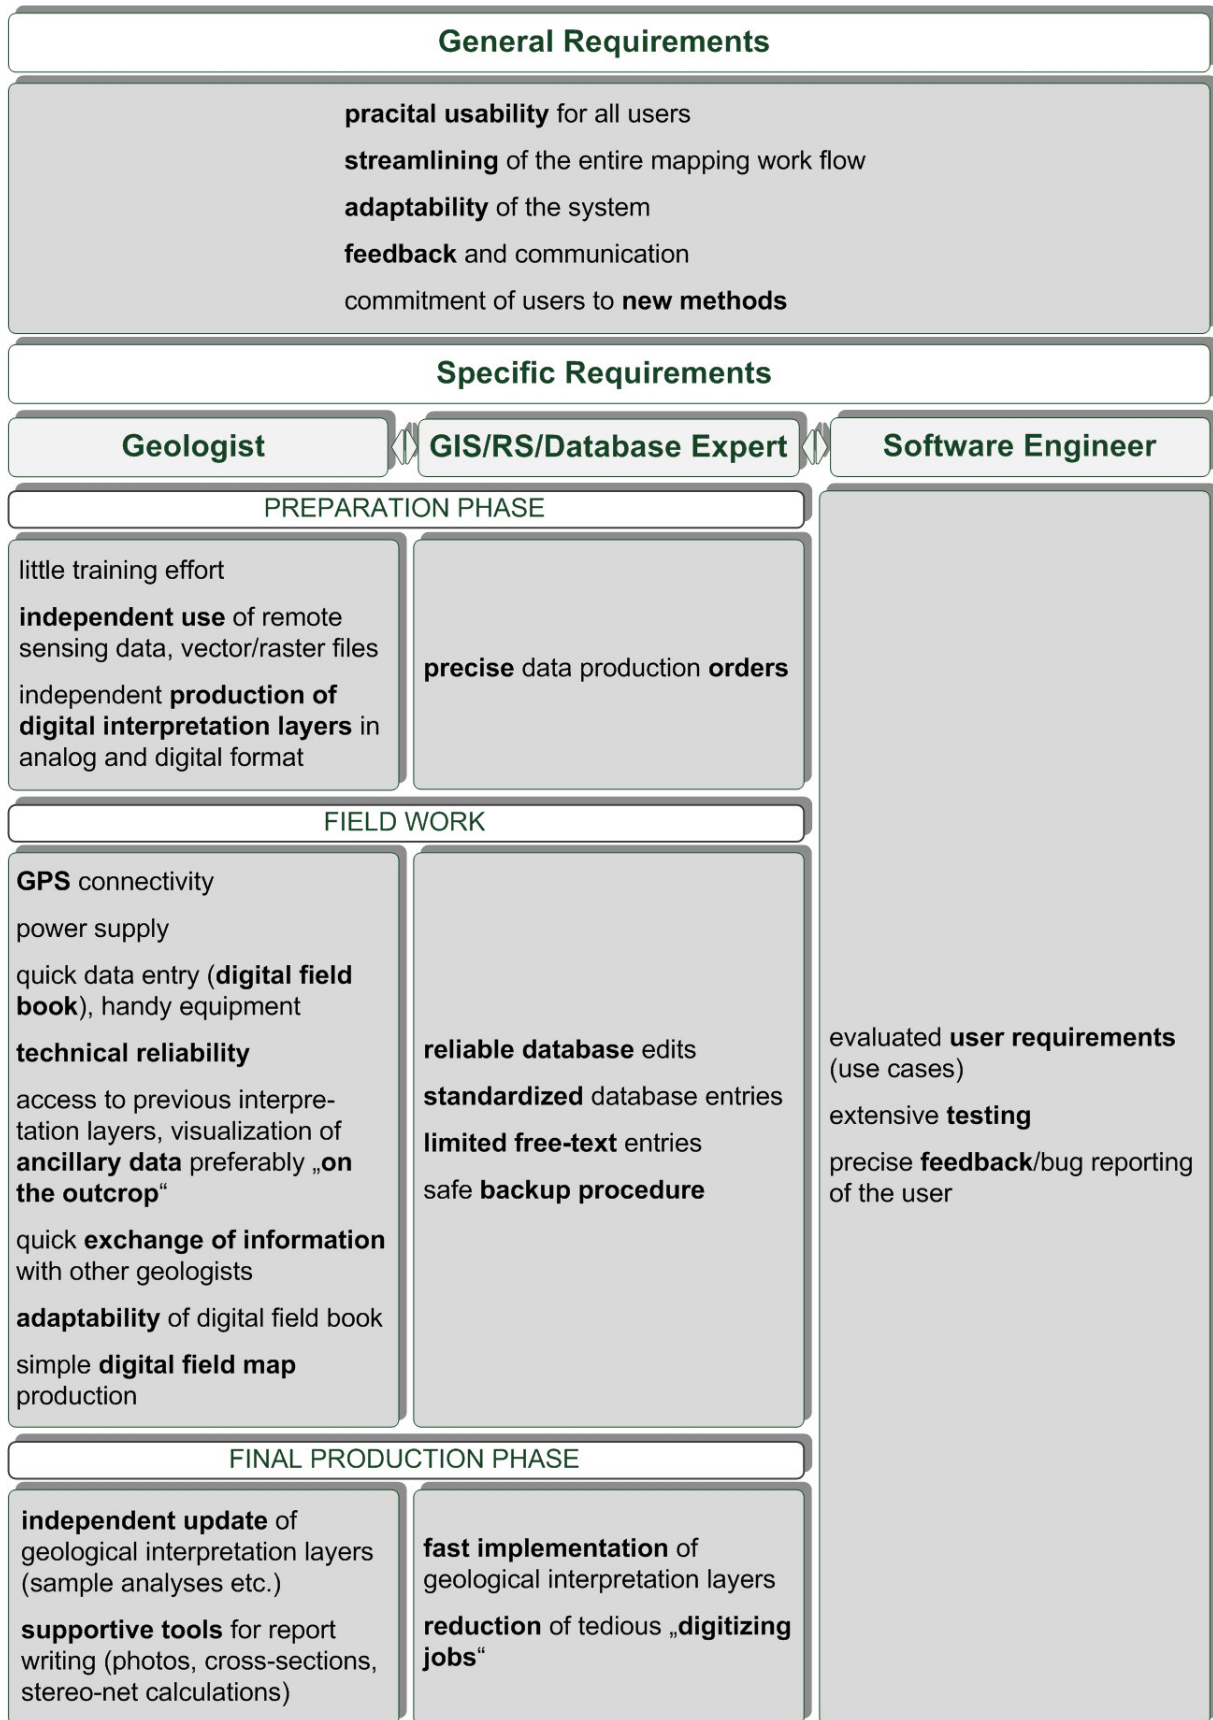 General Requirements
pracital usability for all users
streamlining of the entire mapping work flow
adaptability of the system
feedback and communication
commitment of users to new methods
Specific Requirements
Geologist
GIS/RS/Database Expert
Software Engineer
PREPARATION PHASE
little training effort
independent use of remote
sensing data, vector/raster files
independent production of
digital interpretation layers in
analog and digital format
precise data production orders
FIELD WORK
GPS connectivity
power supply
quick data entry (digital field
book), handy equipment
technical reliability
access to previous interpre-
tation layers, visualization of
ancillary data preferably „on
the outcrop“
quick exchange of information
with other geologists
adaptability of digital field book
simple digital field map
production
reliable database edits
standardized database entries
limited free-text entries
safe backup procedure
FINAL PRODUCTION PHASE
independent update of
geological interpretation layers
(sample analyses etc.)
supportive tools for report
writing (photos, cross-sections,
stereo-net calculations)
fast implementation of
geological interpretation layers
reduction of tedious „digitizing
jobs“
evaluated user requirements
(use cases)
extensive testing
precise feedback/bug reporting
of the user